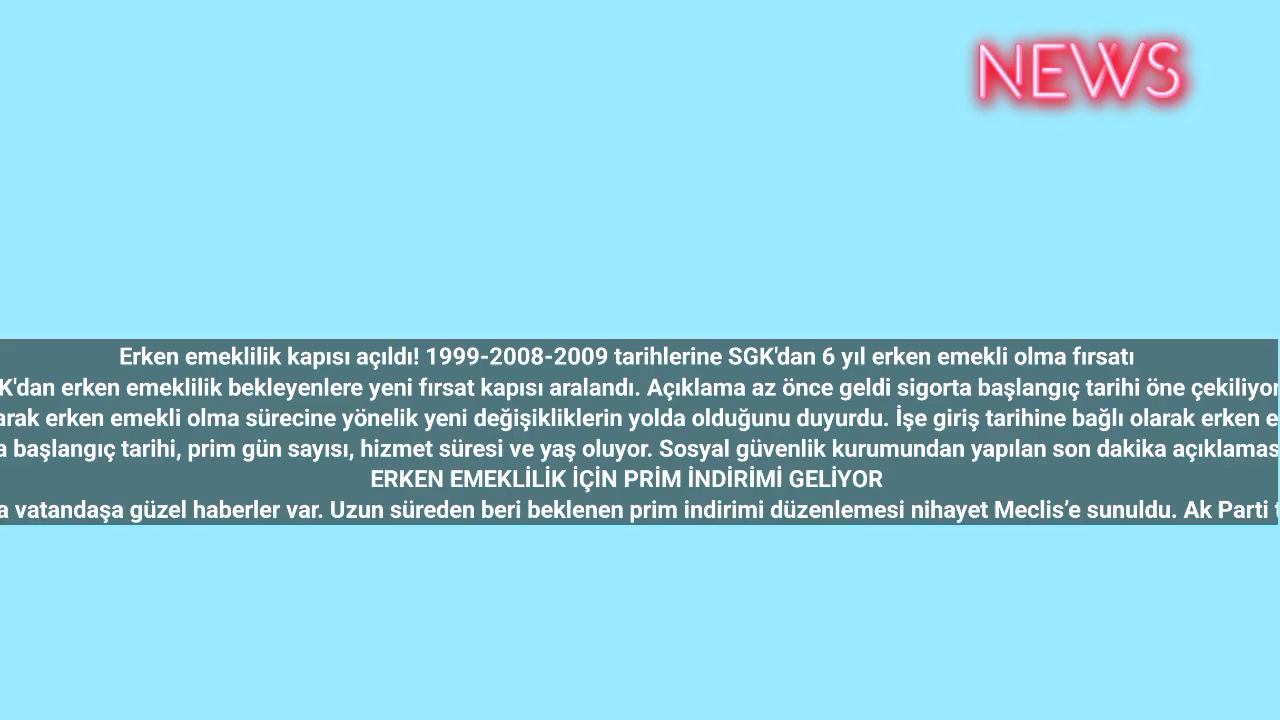 NEWS
Erken emeklilik kapısı açıldı! 1999-2008-2009 tarihlerine SGK'dan 6 yıl erken emekli olma fırsatı
K'dan erken emeklilik bekleyenlere yeni fırsat kapısı aralandı. Açıklama az önce geldi sigorta başlangıç tarihi öne çekiliyor
arak erken emekli olma sürecine yönelik yeni değişikliklerin yolda olduğunu duyurdu. İşe giriş tarihine bağlı olarak erken e
a başlangıç tarihi, prim gün sayısı, hizmet süresi ve yaş oluyor. Sosyal güvenlik kurumundan yapılan son dakika açıklamas
ERKEN EMEKLİLİK İÇİN PRİM İNDİRİMİ GELİYOR
a vatandaşa güzel haberler var. Uzun süreden beri beklenen prim indirimi düzenlemesi nihayet Meclis’e sunuldu. Ak Parti t